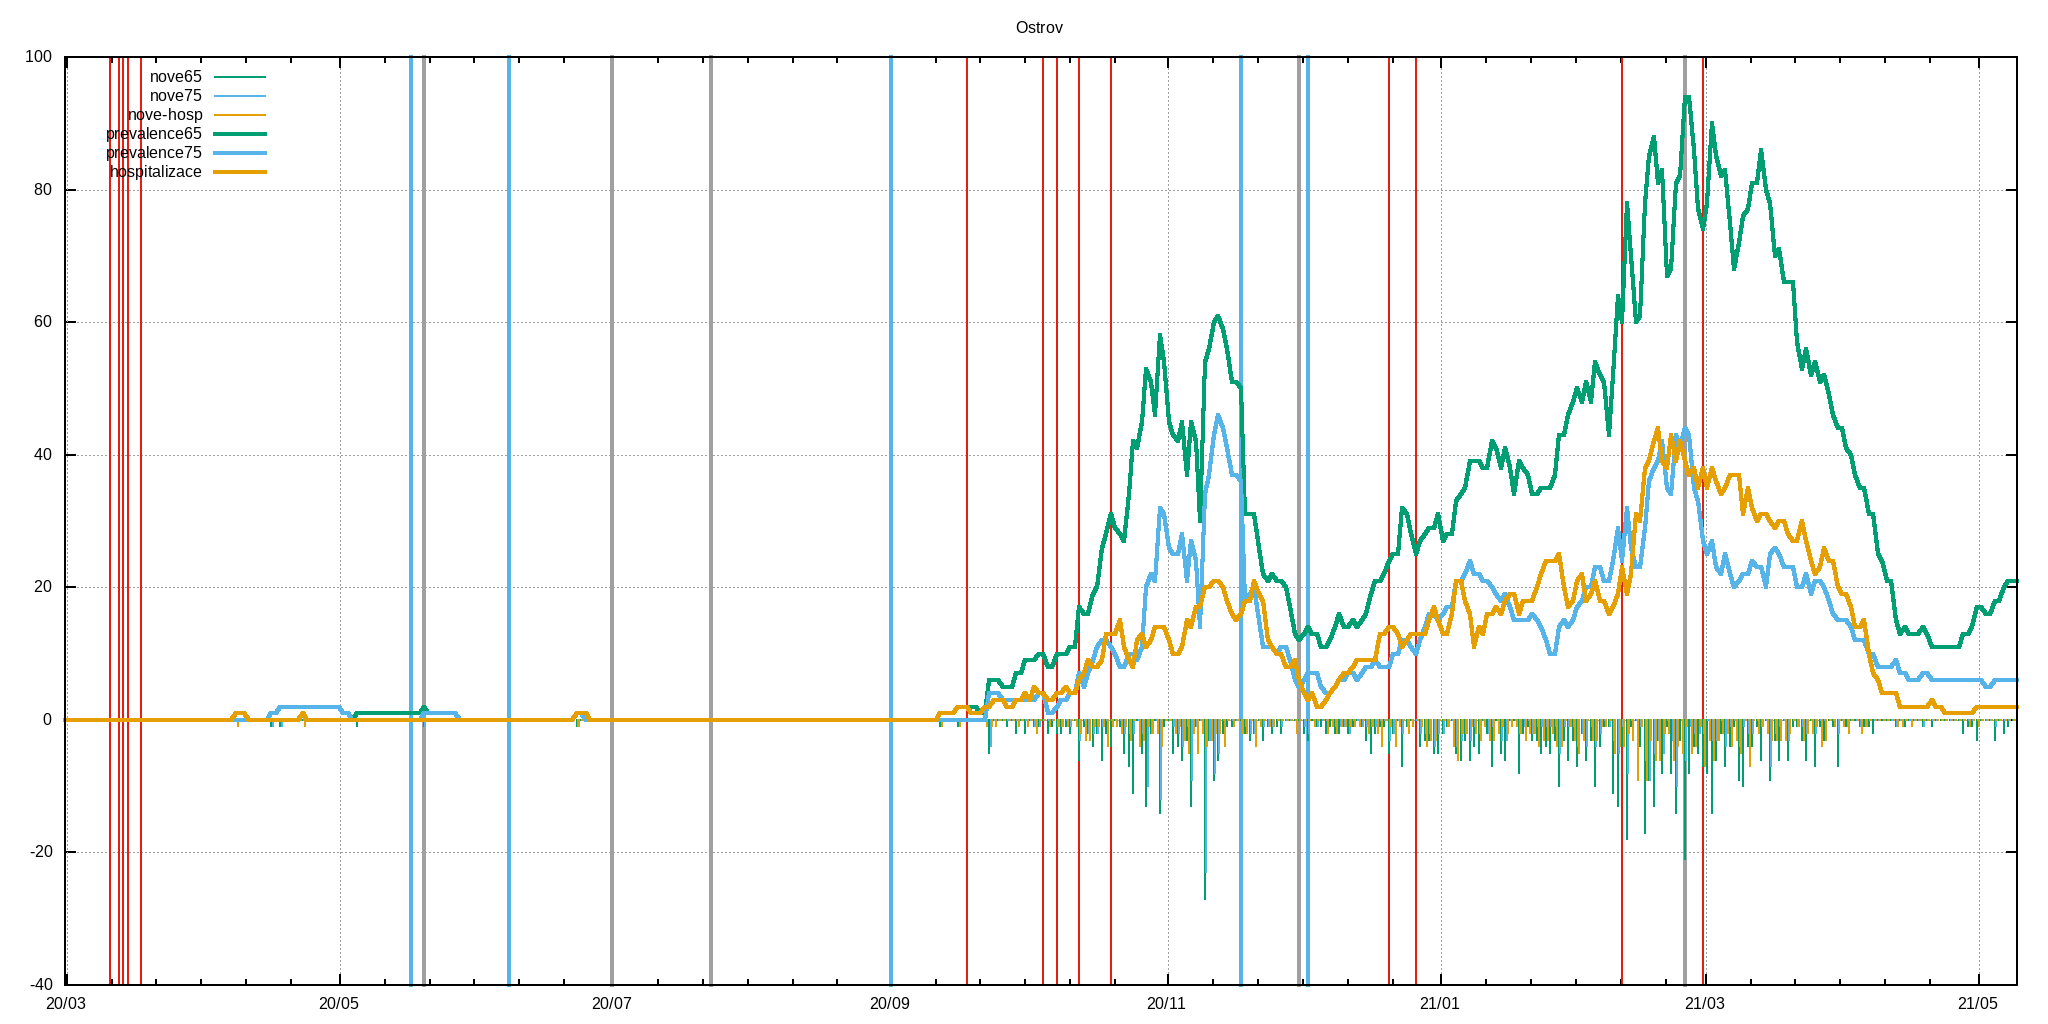 Ostrov
100
80
60
40
20
0
-20
-40
nove65
nove75
nove-hosp
prevalence65
prevalence75
hospitalizace
20/03 20/05 20/07 20/09 20/11 21/01 21/03 21/05